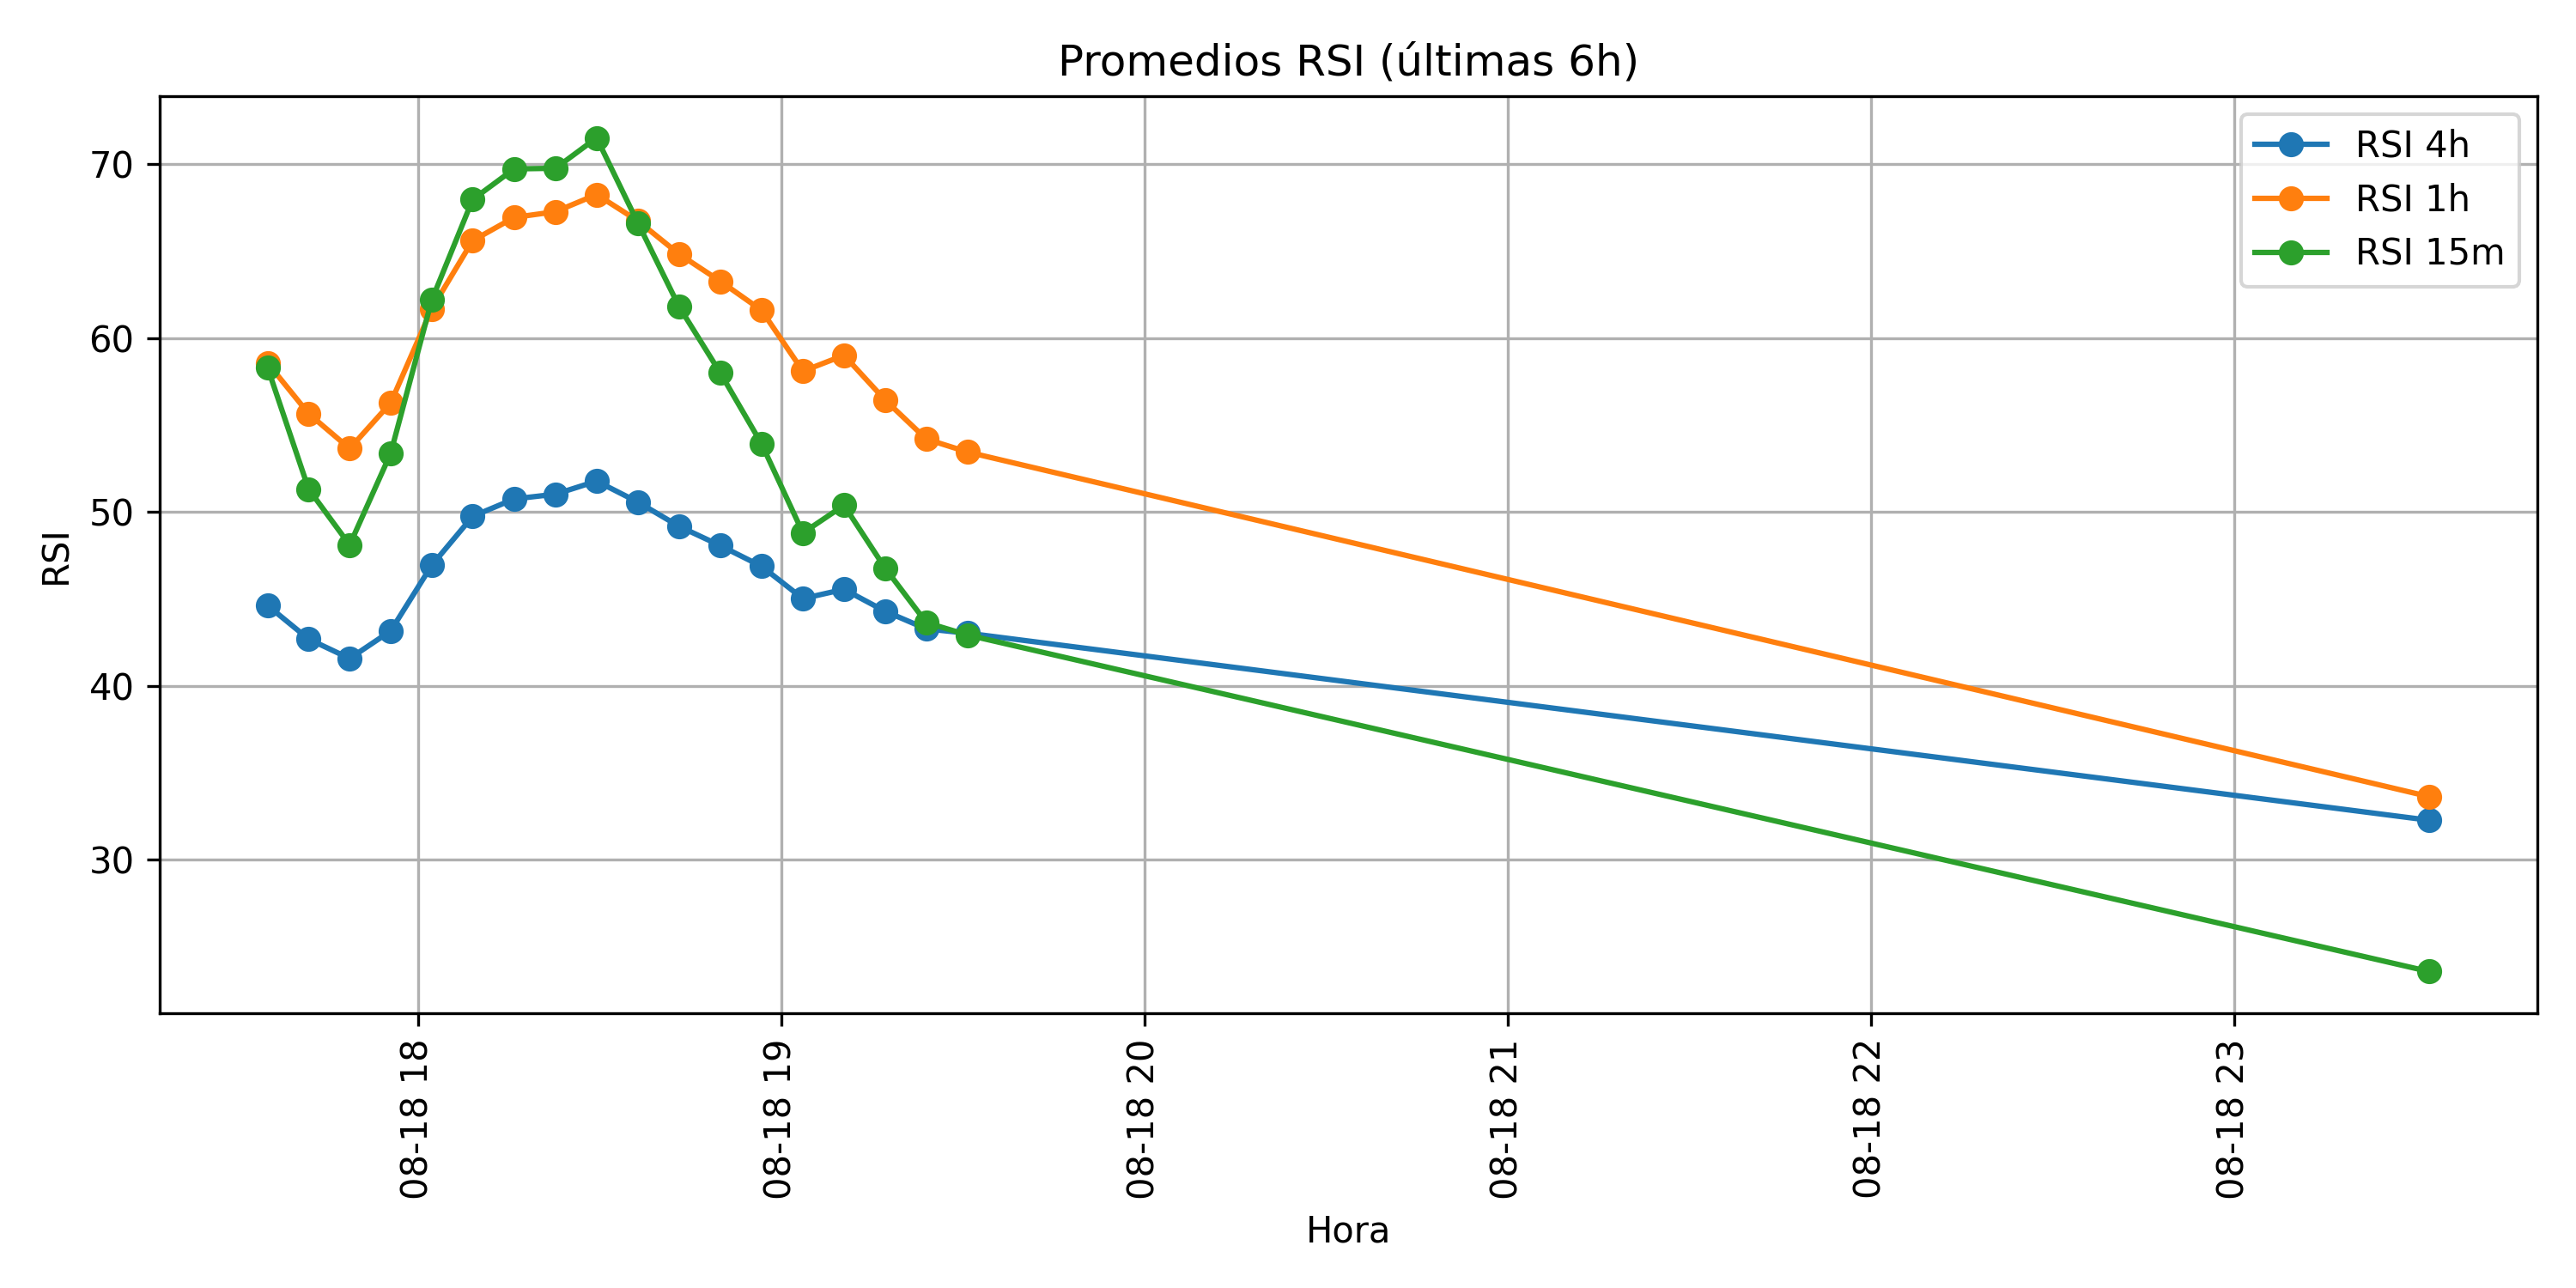 Promedios RSI (últimas 6h)
RSI 4h
RSI 1h
RSI 15m
RSI
70
60
50
40
30
08-18 18
08-18 19
08-18 20
08-18 21
08-18 22
08-18 23
Hora